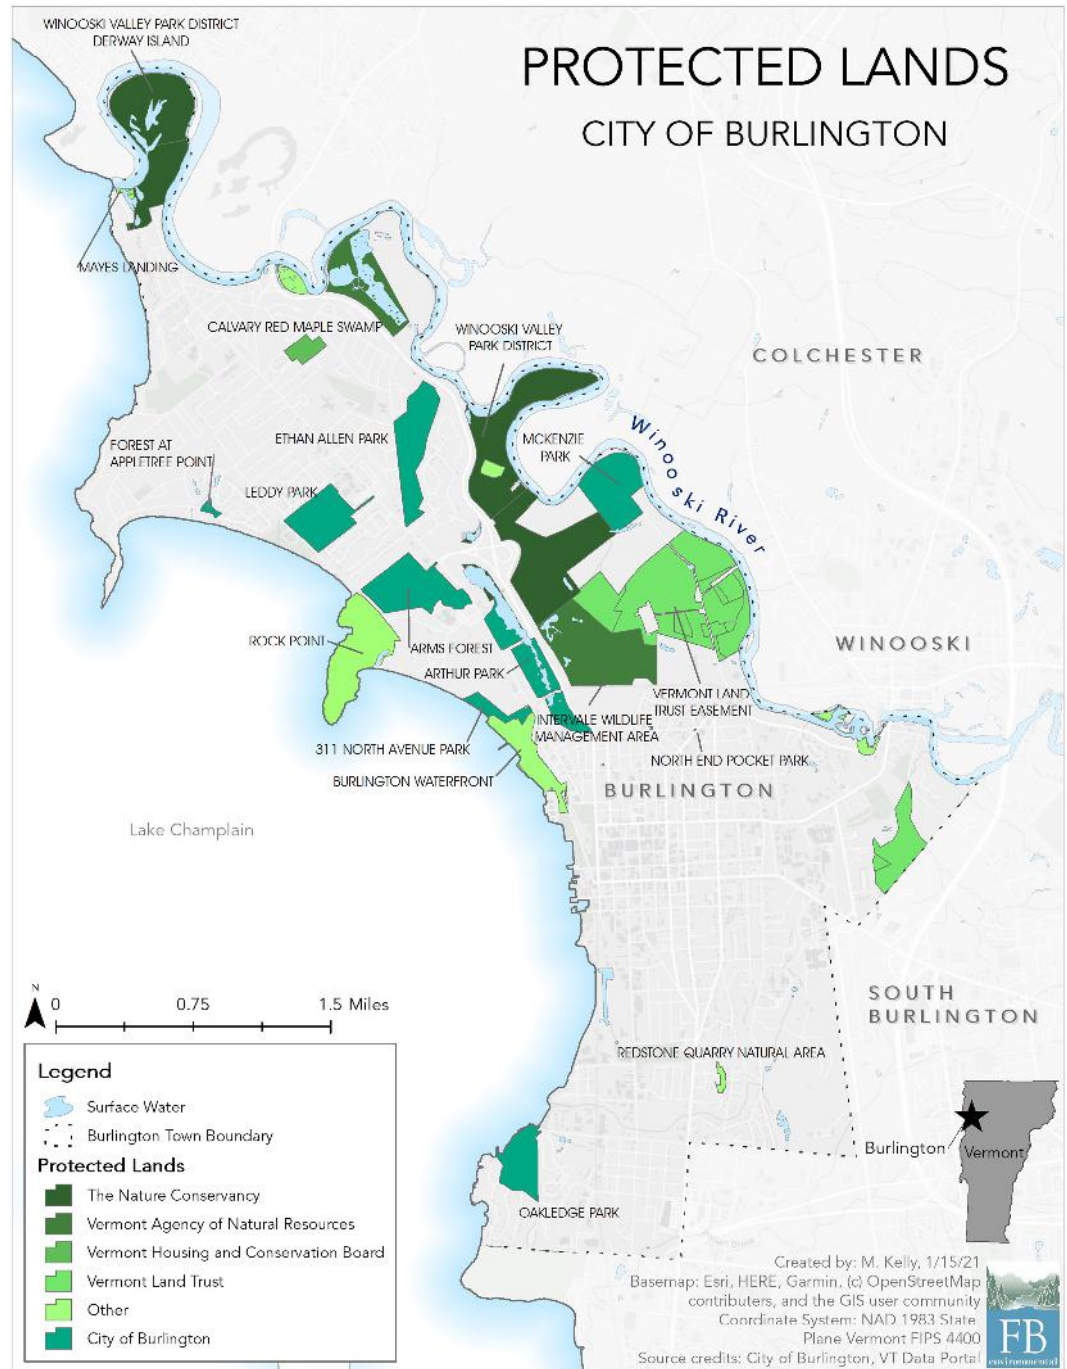 WINOOSKI VALLEY PARK DISTRICT
DERWAY ISLAND
PROTECTED LANDS
CITY OF BURLINGTON
MAYES LANDING
CALVARY RED MAPLE SWAMP
WINOOSKI VALLEY
PARK DISTRICT
COLCHESTER
ETHAN ALLEN PARK
MCKENZIE
PARK
Winooski River
FOREST AT
APPLETREE POINT
LEDDY PARK
ROCK POINT
ARMS FOREST
ARTHUR PARK
WINOOSKI
VERMONT LAND
TRUST EASEMENT
INTERVALE WILDLIFE
MANAGEMENT AREA
311 NORTH AVENUE PARK
NORTH END POCKET PARK
BURLINGTON WATERFRONT
BURLINGTON
Lake Champlain
SOUTH
BURLINGTON
N
0 0.75 1.5 Miles
REDSTONE QUARRY NATURAL AREA
Legend
Surface Water
Burlington Town Boundary
Protected Lands
The Nature Conservancy
Vermont Agency of Natural Resources
Vermont Housing and Conservation Board
Vermont Land Trust
Other
City of Burlington
OAKLEDGE PARK
Burlington
Vermont
Created by: M. Kelly, 1/15/21
Basemap: Esri, HERE, Garmin, (c) OpenStreetMap
contributers, and the GIS user community
Coordinate System: NAD 1983 State
Plane Vermont FIPS 4400
Source credits: City of Burlington, VT Data Portal
FB
environmental